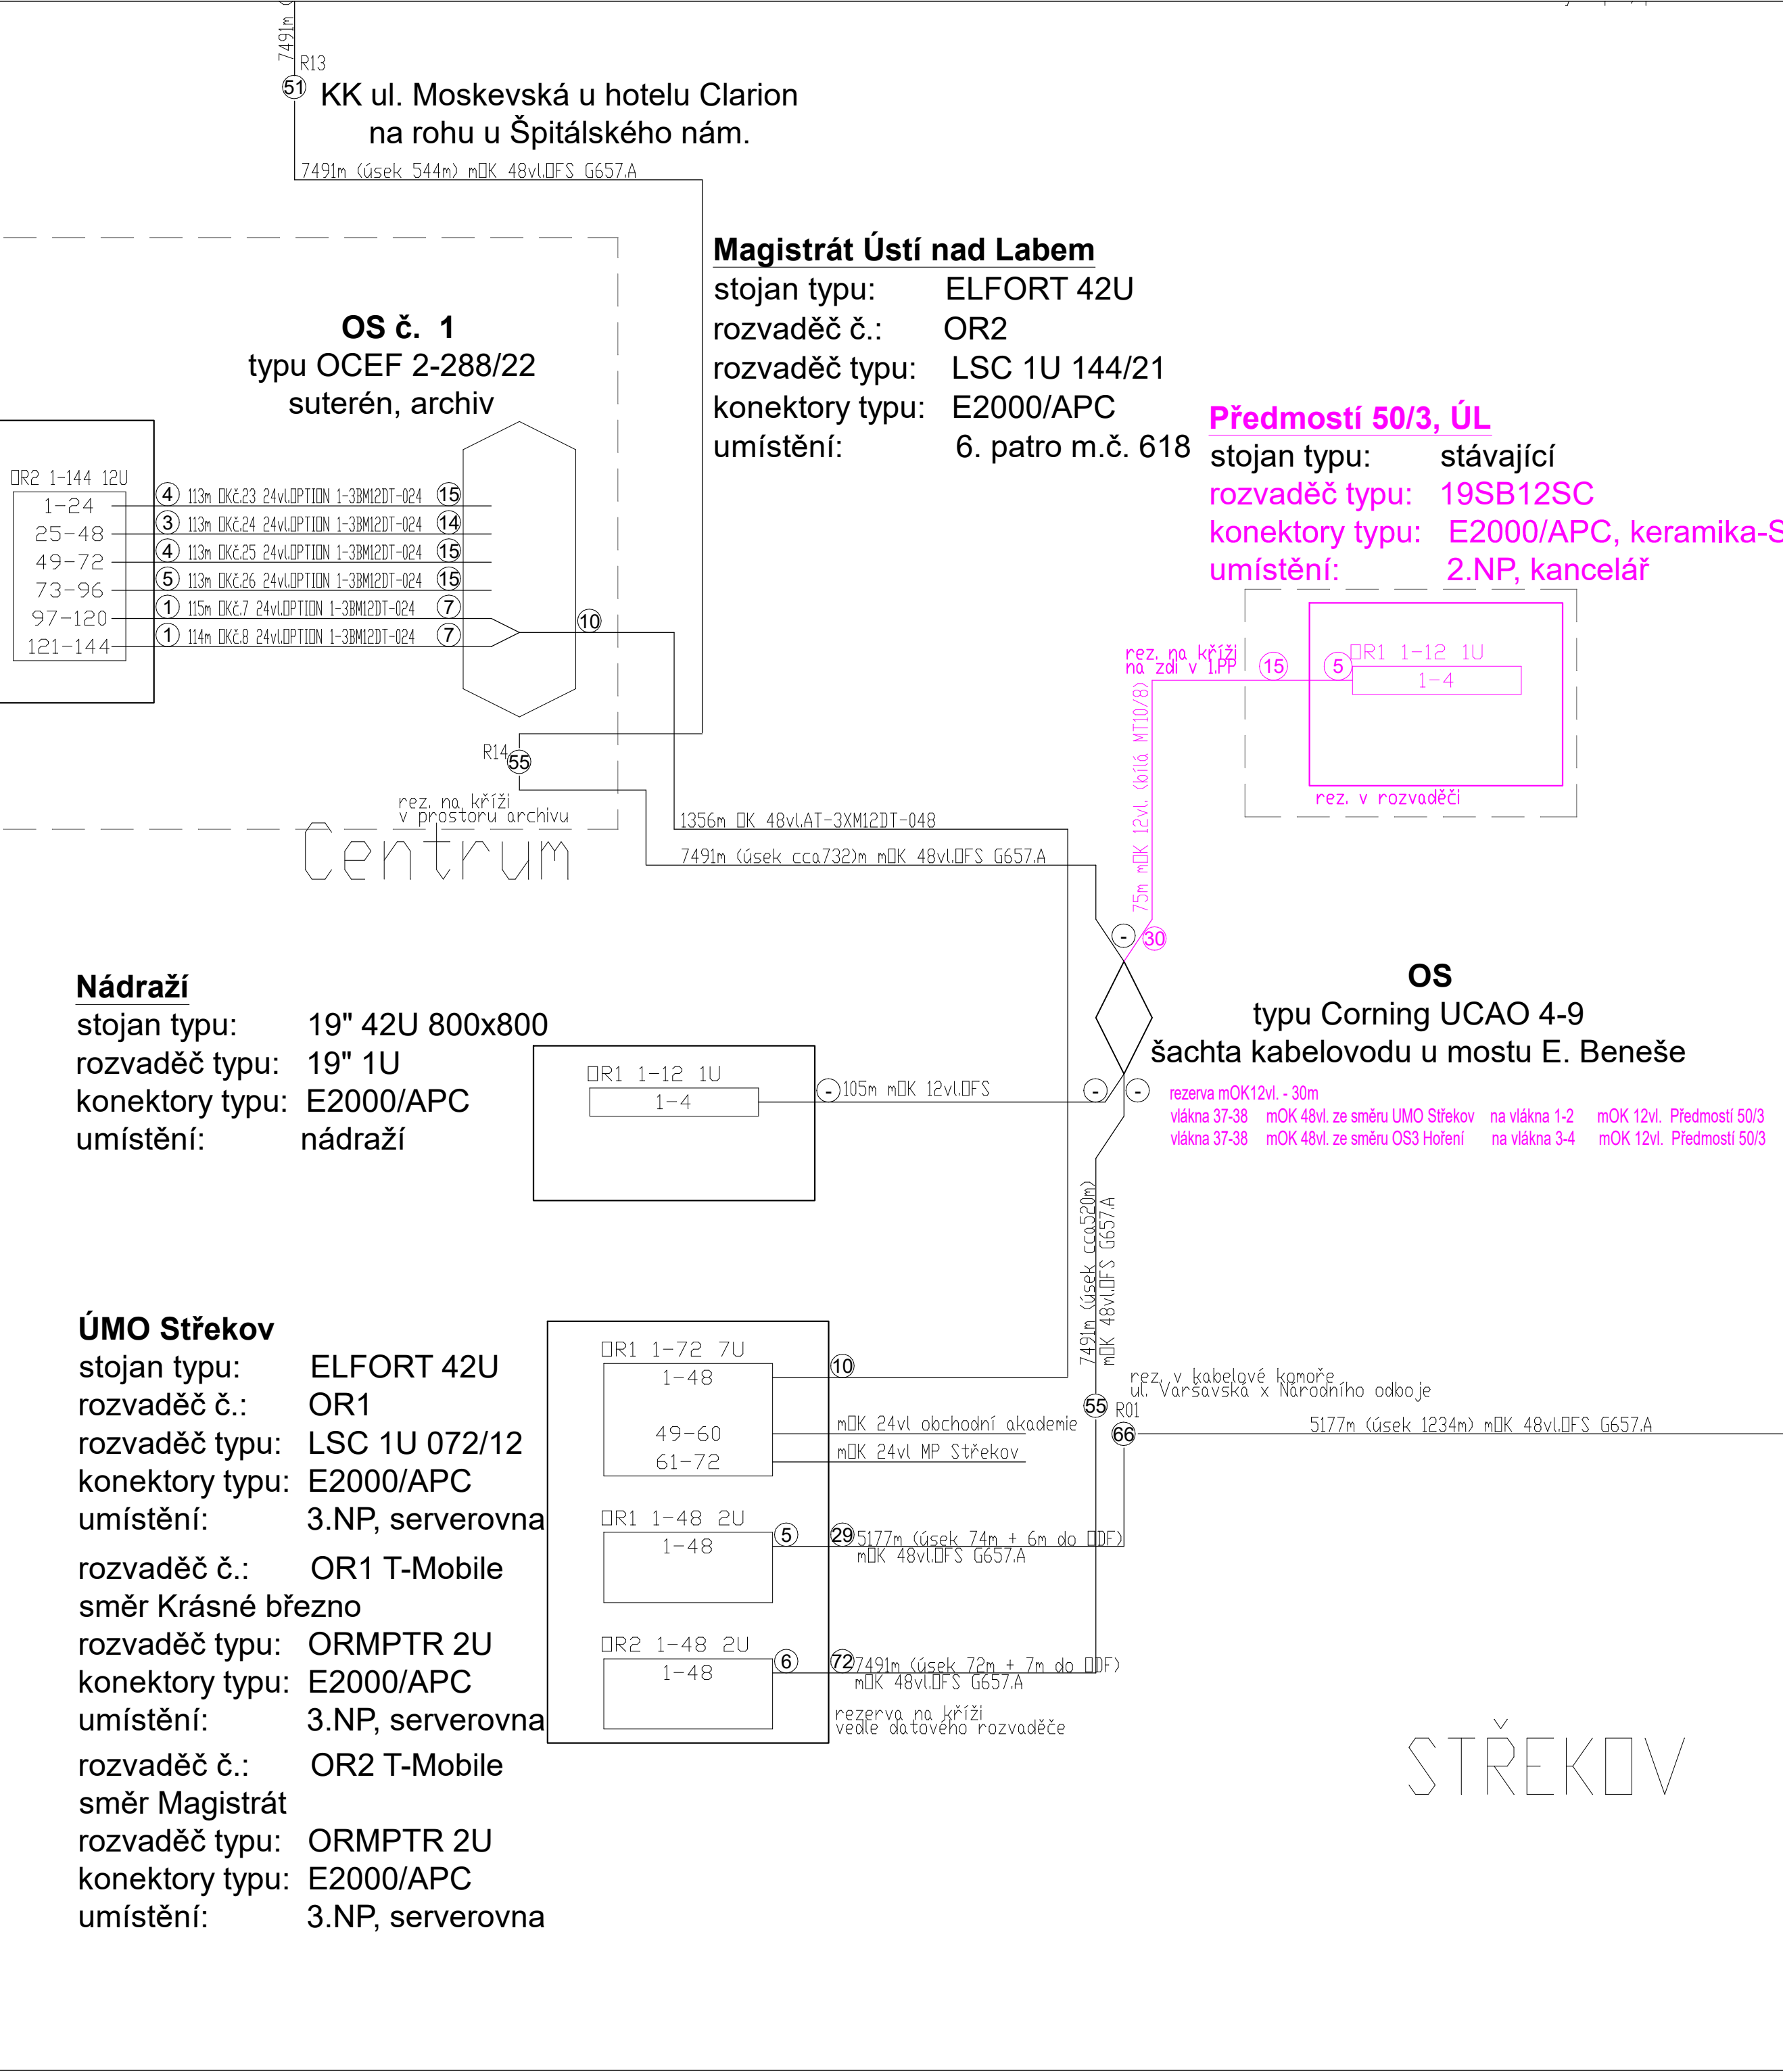 7491m (
R13
51
KK ul. Moskevská u hotelu Clarion
na rohu u Špitálského nám.
7491m (úsek 544m) mOK 48vl.OFS G657.A
Magistrát Ústí nad Labem
stojan typu: ELFORT 42U
rozvaděč č.: OR2
rozvaděč typu: LSC 1U 144/21
konektory typu: E2000/APC
umístění: 6. patro m.č. 618
OS č. 1
typu OCEF 2-288/22
suterén, archiv
OR2 1-144 12U
1-24 4 113m OKč.23 24vl.OPTION 1-3BM12DT-024 15
25-48 3 113m OKč.24 24vl.OPTION 1-3BM12DT-024 14
49-72 4 113m OKč.25 24vl.OPTION 1-3BM12DT-024 15
73-96 5 113m OKč.26 24vl.OPTION 1-3BM12DT-024 15
97-120 1 115m OKč.7 24vl.OPTION 1-3BM12DT-024 7
121-144 1 114m OKč.8 24vl.OPTION 1-3BM12DT-024 7
10
Předmostí 50/3, ÚL
stojan typu: stávající
rozvaděč typu: 19SB12SC
konektory typu: E2000/APC, keramika-S
umístění: 2.NP, kancelář
rez. na kříži
na zdi v 1.PP
15
5
OR1 1-12 1U
1-4
rez. v rozvaděči
75m mOK 12vl. (bílá MT10/8)
R14
55
rez. na kříži
v prostoru archivu
Centrum
1356m OK 48vl.AT-3XM12DT-048
7491m (úsek cca732)m mOK 48vl.OFS G657.A
-
30
OS
typu Corning UCAO 4-9
šachta kabelovodu u mostu E. Beneše
rezerva mOK12vl. - 30m
vlákna 37-38 mOK 48vl. ze směru UMO Střekov na vlákna 1-2 mOK 12vl. Předmostí 50/3
vlákna 37-38 mOK 48vl. ze směru OS3 Hoření na vlákna 3-4 mOK 12vl. Předmostí 50/3
Nádraží
stojan typu: 19" 42U 800x800
rozvaděč typu: 19" 1U
konektory typu: E2000/APC
umístění: nádraží
OR1 1-12 1U
1-4
-
105m mOK 12vl.OFS
-
-
7491m (úsek cca520m)
mOK 48vl.OFS G657.A
ÚMO Střekov
stojan typu: ELFORT 42U
rozvaděč č.: OR1
rozvaděč typu: LSC 1U 072/12
konektory typu: E2000/APC
umístění: 3.NP, serverovna
rozvaděč č.: OR1 T-Mobile
směr Krásné březno
rozvaděč typu: ORMPTR 2U
konektory typu: E2000/APC
umístění: 3.NP, serverovna
rozvaděč č.: OR2 T-Mobile
směr Magistrát
rozvaděč typu: ORMPTR 2U
konektory typu: E2000/APC
umístění: 3.NP, serverovna
OR1 1-72 7U
1-48
10
49-60
mOK 24vl obchodní akademie
61-72
mOK 24vl MP Střekov
OR1 1-48 2U
1-48
5
29
5177m (úsek 74m + 6m do ODF)
mOK 48vl.OFS G657.A
OR2 1-48 2U
1-48
6
72
7491m (úsek 72m + 7m do ODF)
mOK 48vl.OFS G657.A
rezerva na kříži
vedle datového rozvaděče
rez. v kabelové komoře
ul. Varšavská x Národního odboje
55
R01
66
5177m (úsek 1234m) mOK 48vl.OFS G657.A
STŘEKOV